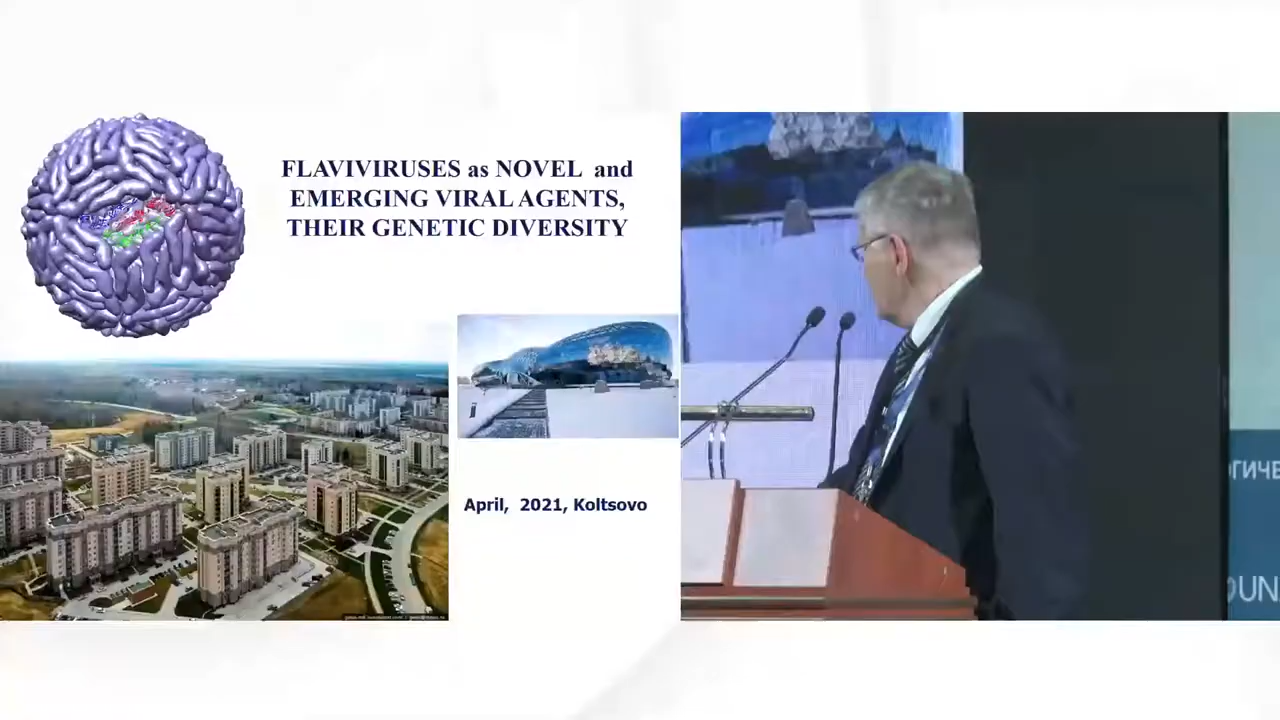 FLAVIVIRUSES as NOVEL and
EMERGING VIRAL AGENTS,
THEIR GENETIC DIVERSITY
April, 2021, Koltsovo
ГИЧЕ
OUN